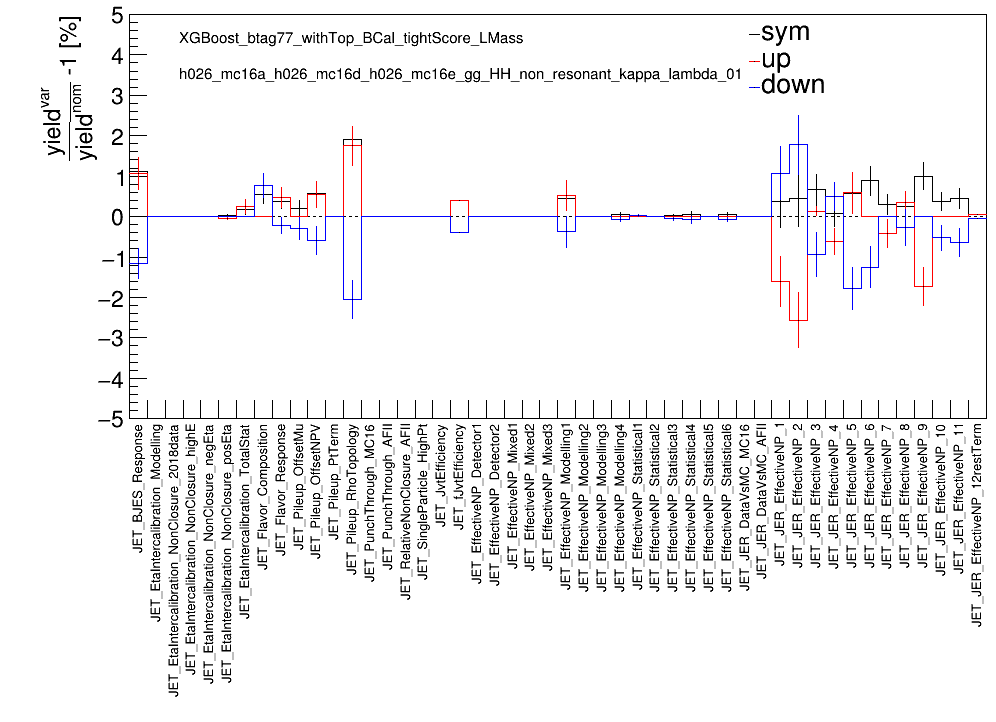 yield^var / yield^nom -1 [%]
5
4
3
2
1
0
−1
−2
−3
−4
−5
XGBoost_btag77_withTop_BCal_tightScore_LMass
h026_mc16a_h026_mc16d_h026_mc16e_gg_HH_non_resonant_kappa_lambda_01
sym
up
down
JET_BJES_Response
JET_EtaIntercalibration_Modelling
JET_EtaIntercalibration_NonClosure_2018data
JET_EtaIntercalibration_NonClosure_highE
JET_EtaIntercalibration_NonClosure_negEta
JET_EtaIntercalibration_NonClosure_posEta
JET_EtaIntercalibration_TotalStat
JET_Flavor_Composition
JET_Flavor_Response
JET_Pileup_OffsetMu
JET_Pileup_OffsetNPV
JET_Pileup_PtTerm
JET_Pileup_RhoTopology
JET_PunchThrough_MC16
JET_PunchThrough_AFII
JET_RelativeNonClosure_AFII
JET_SingleParticle_HighPt
JET_JvtEfficiency
JET_fJvtEfficiency
JET_EffectiveNP_Detector1
JET_EffectiveNP_Detector2
JET_EffectiveNP_Mixed1
JET_EffectiveNP_Mixed2
JET_EffectiveNP_Mixed3
JET_EffectiveNP_Modelling1
JET_EffectiveNP_Modelling2
JET_EffectiveNP_Modelling3
JET_EffectiveNP_Modelling4
JET_EffectiveNP_Statistical1
JET_EffectiveNP_Statistical2
JET_EffectiveNP_Statistical3
JET_EffectiveNP_Statistical4
JET_EffectiveNP_Statistical5
JET_EffectiveNP_Statistical6
JET_JER_DataVsMC_MC16
JET_JER_DataVsMC_AFII
JET_JER_EffectiveNP_1
JET_JER_EffectiveNP_2
JET_JER_EffectiveNP_3
JET_JER_EffectiveNP_4
JET_JER_EffectiveNP_5
JET_JER_EffectiveNP_6
JET_JER_EffectiveNP_7
JET_JER_EffectiveNP_8
JET_JER_EffectiveNP_9
JET_JER_EffectiveNP_10
JET_JER_EffectiveNP_11
JET_JER_EffectiveNP_12restTerm